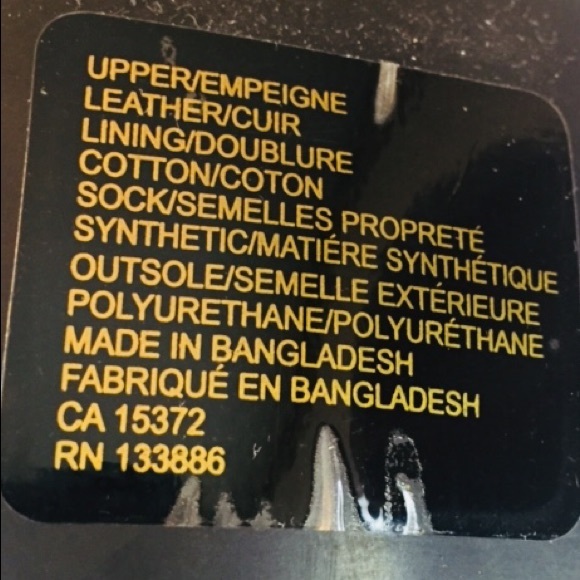 UPPER/EMPEIGNE
LEATHER/CUIR
LINING/DOUBLURE
COTTON/COTON
SOCK/SEMELLES PROPRETÉ
SYNTHETIC/MATIÉRE SYNTHÉTIQUE
OUTSOLE/SEMELLE EXTÉRIEURE
POLYURETHANE/POLYURÉTHANE
MADE IN BANGLADESH
FABRIQUÉ EN BANGLADESH
CA 15372
RN 133886